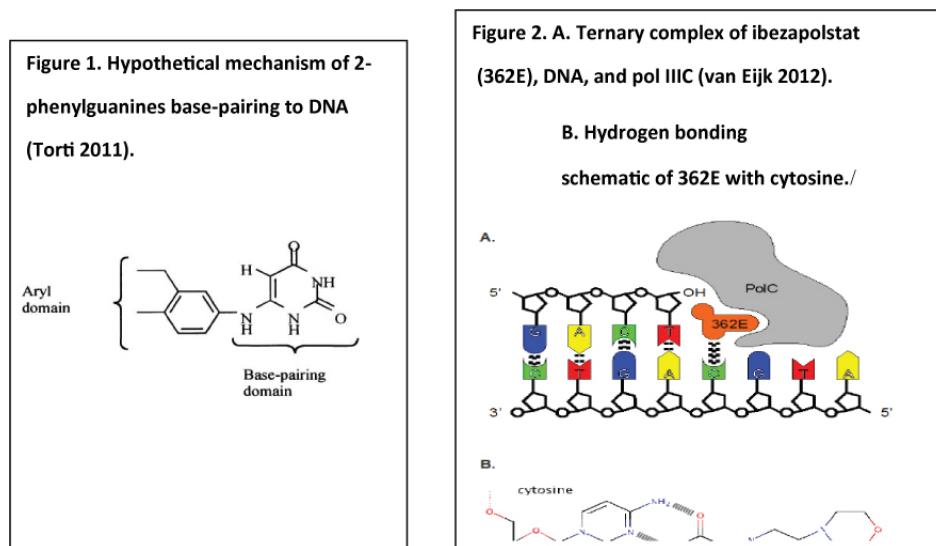 Figure 1. Hypothetical mechanism of 2-
phenylguanines base-pairing to DNA
(Torti 2011).
O
H
NH
Aryl
domain
N
H
NH
O
Base-pairing
domain
Figure 2. A. Ternary complex of ibezapolstat
(362E), DNA, and pol IIIC (van Eijk 2012).
B. Hydrogen bonding
schematic of 362E with cytosine./
A.
5'
OH
PolC
362E
G A C T
C T G A C G T A
3'
5'
B.
cytosine
NH₂
O
O
N
N
N
N
O